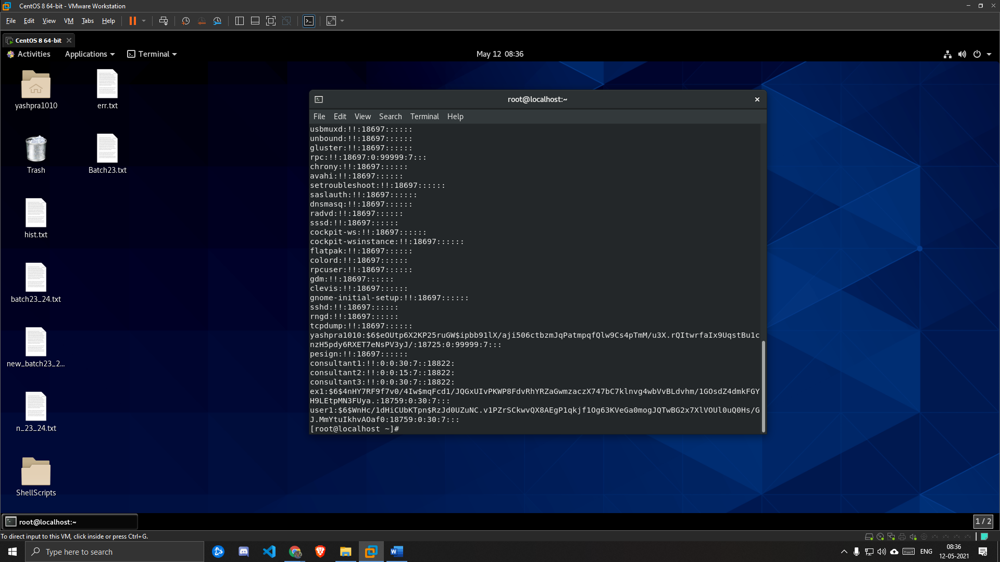 CentOS 8 64-bit - VMware Workstation
File Edit View VM Tabs Help
CentOS 8 64-bit
Activities Applications Terminal May 12 08:36
yashpra1010
err.txt
Trash
Batch23.txt
hist.txt
batch23_24.txt
new_batch23_2...
n_23_24.txt
ShellScripts
root@localhost:~
File Edit View Search Terminal Help
usbmuxd:!!:18697::::::
unbound:!!:18697::::::
gluster:!!:18697::::::
rpc:!!:18697:0:99999:7:::
chrony:!!:18697::::::
avahi:!!:18697::::::
setroubleshoot:!!:18697::::::
saslauth:!!:18697::::::
dnsmasq:!!:18697::::::
radvd:!!:18697::::::
sssd:!!:18697::::::
cockpit-ws:!!:18697::::::
cockpit-wsinstance:!!:18697::::::
flatpak:!!:18697::::::
colord:!!:18697::::::
rpcuser:!!:18697::::::
gdm:!!:18697::::::
clevis:!!:18697::::::
gnome-initial-setup:!!:18697::::::
sshd:!!:18697::::::
rngd:!!:18697::::::
tcpdump:!!:18697::::::
yashpra1010:$6$eOUtp6X2KP25ruGW$ipbb91lX/aji506ctbzmJqPatmpqfQlw9Cs4pTmM/u3X.rQItwrfaIx9UqstBu1c
nzH5pdy6RXET7eNsPV3yJ/:18725:0:99999:7:::
pesign:!!:18697::::::
consultant1:!!:0:0:30:7::18822:
consultant2:!!:0:0:15:7::18822:
consultant3:!!:0:0:30:7::18822:
ex1:$6$4nHY7RF9f7v0/4Iw$mqFcd1/JQGxUIvPKWP8FdvRhYRZaGwmzaczX747bC7klnvg4wbVvBLdvhm/1GOsdZ4dmkFGY
H9LEtpMN3FUya.:18759:0:30:7:::
user1:$6$WnHc/1dHiCUbKTpn$RzJd0UZuNC.v1PZrSCkwvQX8AEgP1qkjf1Og63KVeGa0mogJQTwBG2x7XlVOUl0uQ0Hs/G
J.MmYtuIkhvAOaf0:18759:0:30:7:::
[root@localhost ~]#
root@localhost:~
1 / 2
To direct input to this VM, click inside or press Ctrl+G.
Type here to search
ENG
08:36
12-05-2021